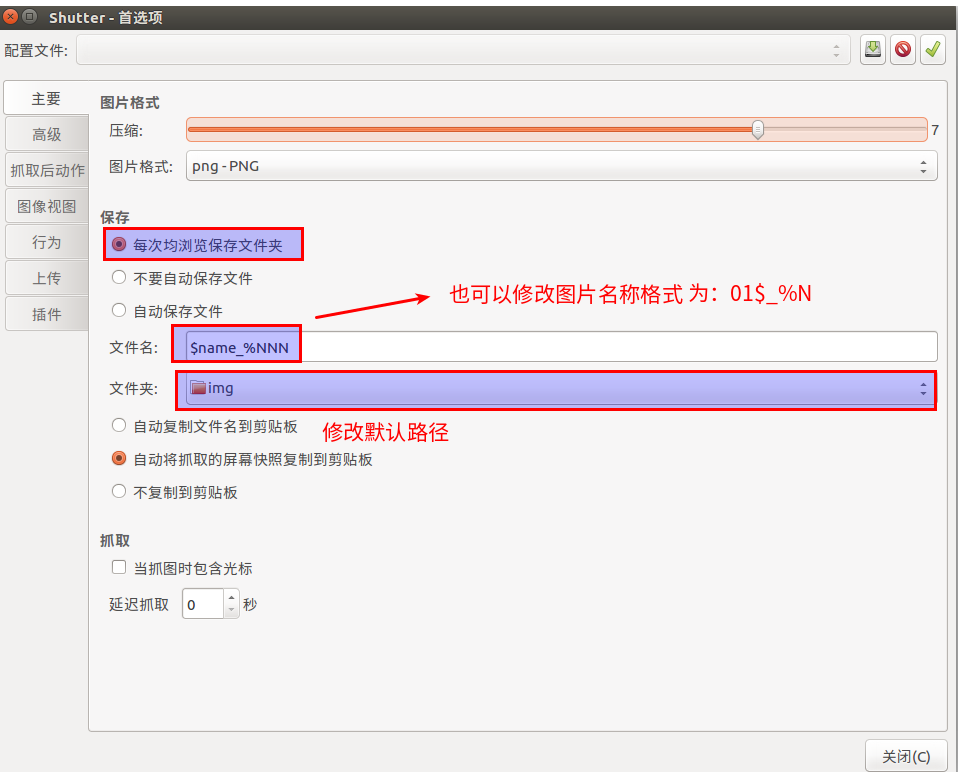 Shutter - 首选项
配置文件:
主要
高级
抓取后动作
图像视图
行为
上传
插件
图片格式
压缩:
7
图片格式: png - PNG
保存
每次均浏览保存文件夹
不要自动保存文件
也可以修改图片名称格式 为：01$_%N
自动保存文件
文件名: $name_%NNN
文件夹: img
自动复制文件名到剪贴板
修改默认路径
自动将抓取的屏幕快照复制到剪贴板
不复制到剪贴板
抓取
当抓图时包含光标
延迟抓取 0 秒
关闭(C)